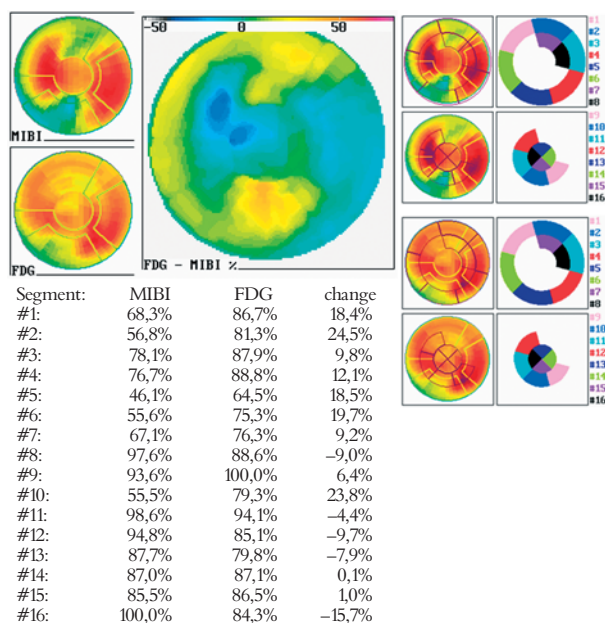 -50 0 50
MIBI
FDG
FDG - MIBI %
#1
#2
#3
#4
#5
#6
#7
#8
#9
#10
#11
#12
#13
#14
#15
#16
#1
#2
#3
#4
#5
#6
#7
#8
#9
#10
#11
#12
#13
#14
#15
#16
Segment: MIBI FDG change
#1: 68,3% 86,7% 18,4%
#2: 56,8% 81,3% 24,5%
#3: 78,1% 87,9% 9,8%
#4: 76,7% 88,8% 12,1%
#5: 46,1% 64,5% 18,5%
#6: 55,6% 75,3% 19,7%
#7: 67,1% 76,3% 9,2%
#8: 97,6% 88,6% –9,0%
#9: 93,6% 100,0% 6,4%
#10: 55,5% 79,3% 23,8%
#11: 98,6% 94,1% –4,4%
#12: 94,8% 85,1% –9,7%
#13: 87,7% 79,8% –7,9%
#14: 87,0% 87,1% 0,1%
#15: 85,5% 86,5% 1,0%
#16: 100,0% 84,3% –15,7%